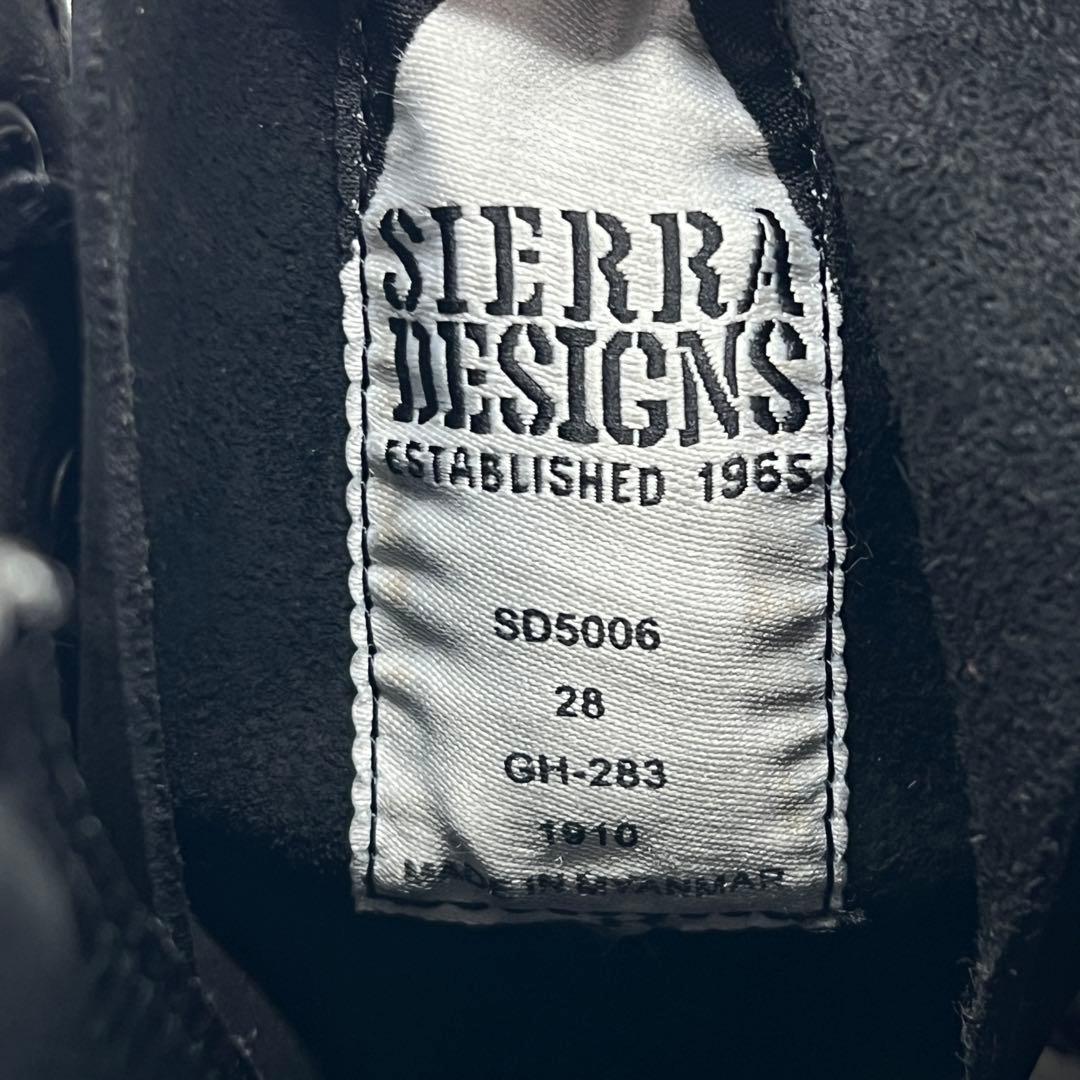 SIERRA
DESIGNS
ESTABLISHED 1965
SD5006
28
GH-283
1910
MADE IN MYANMAR